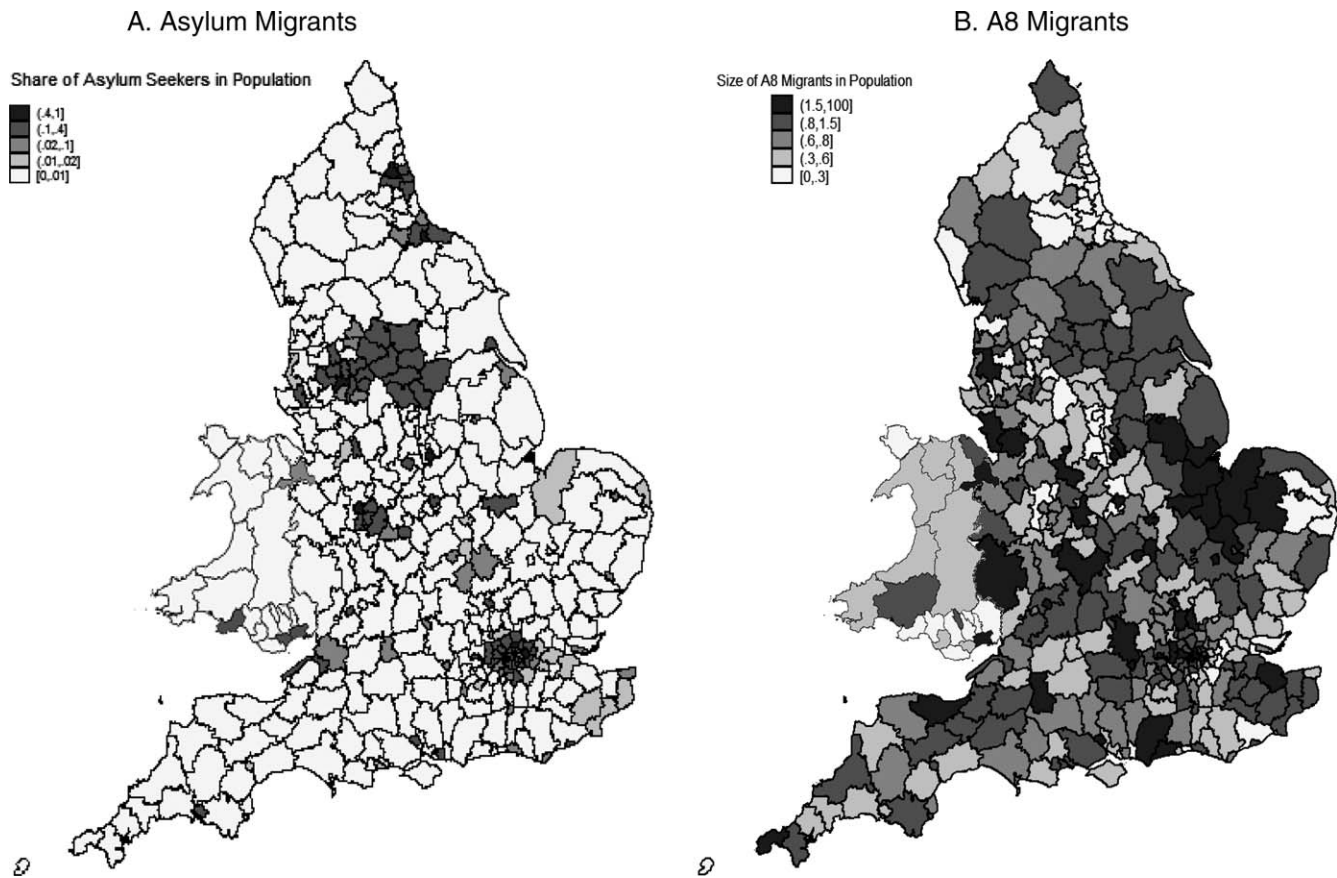 A. Asylum Migrants
Share of Asylum Seekers in Population
(.4,1]
(.1,.4]
(.02,.1]
(.01,.02]
[0,.01]
B. A8 Migrants
Size of A8 Migrants in Population
(1.5,100]
(.8,1.5]
(.6,.8]
(.3,.6]
[0,.3]